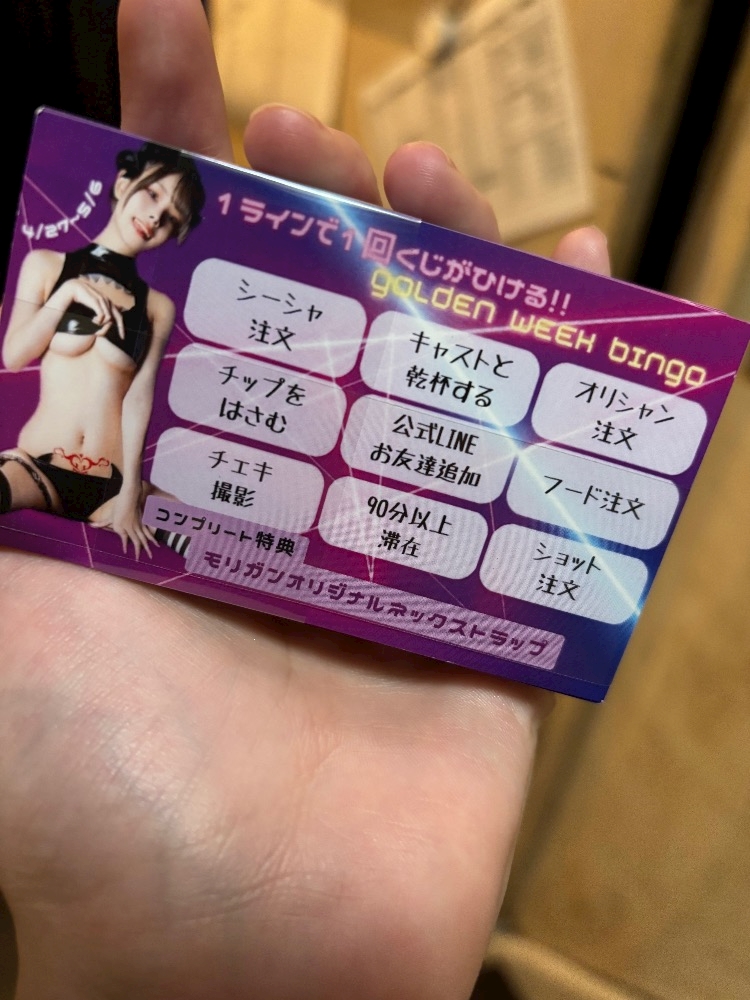 4/27~5/6
1ラインで1回くじがひける!!
golden week bingo
シーシャ
注文
キャストと
乾杯する
オリシャン
注文
チップを
はさむ
公式LINE
お友達追加
フード注文
チェキ
撮影
90分以上
滞在
ショット
注文
コンプリート特典
モリガンオリジナルネックストラップ